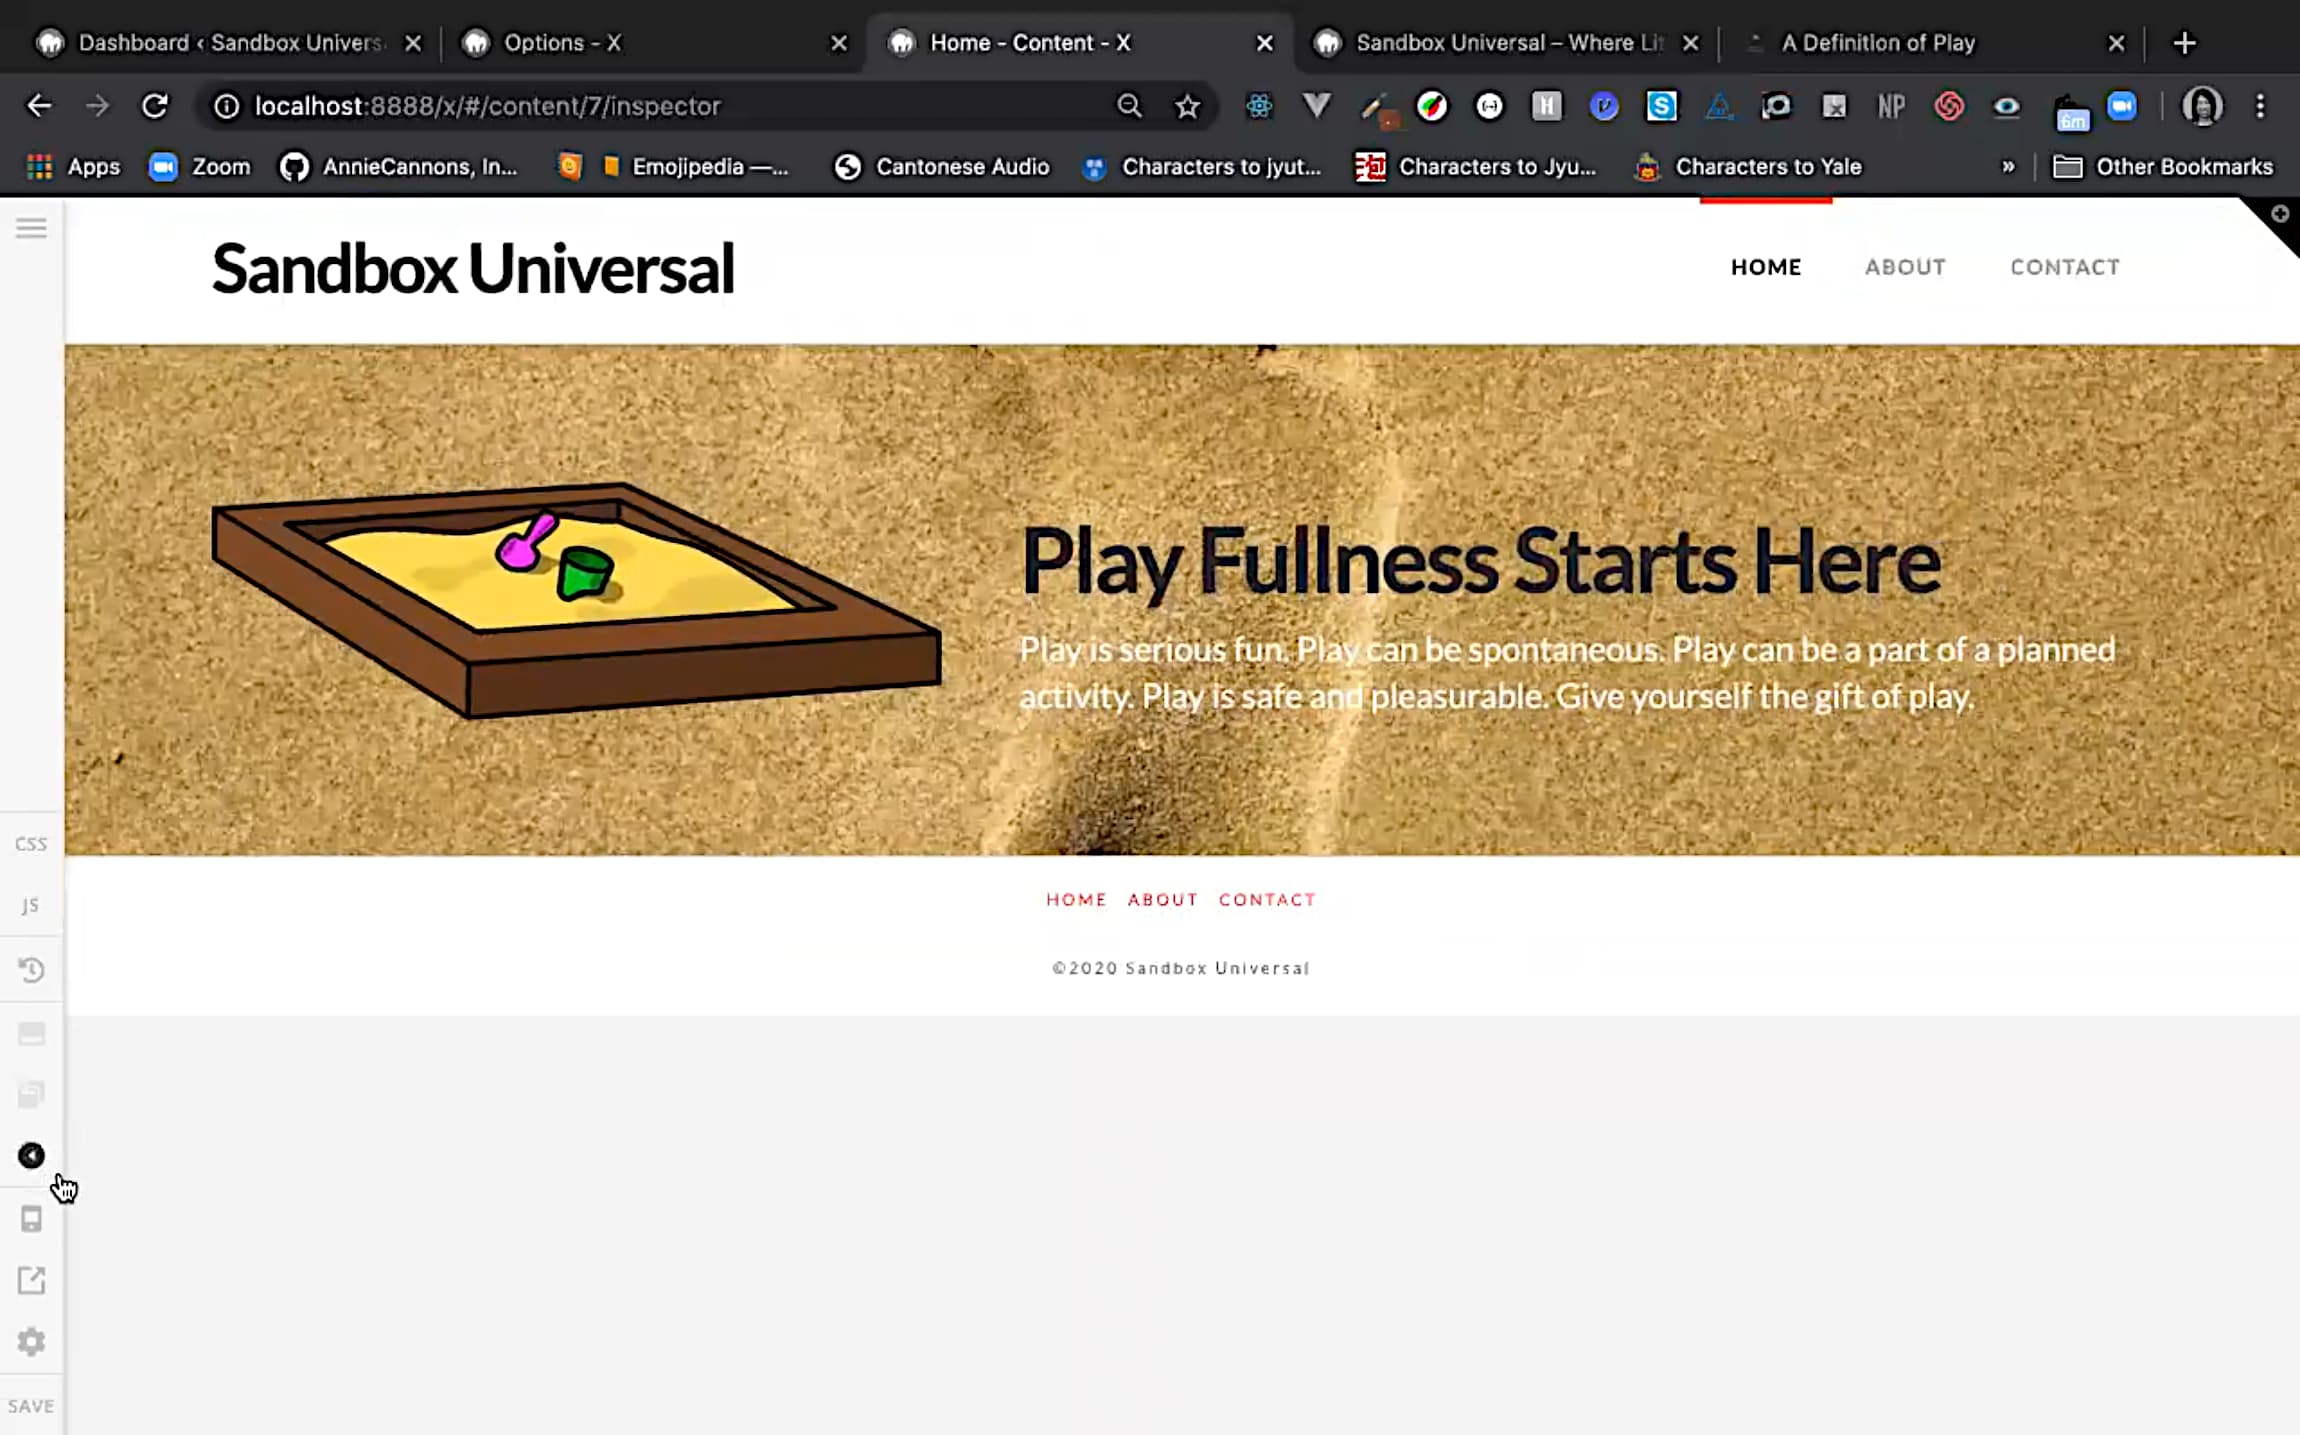 Dashboard ‹ Sandbox Univers
Options - X
Home - Content - X
Sandbox Universal – Where Lit
A Definition of Play
localhost:8888/x/#/content/7/inspector
NP
6m
Apps
Zoom
AnnieCannons, In...
Emojipedia —...
Cantonese Audio
Characters to jyut...
Characters to Jyu...
Characters to Yale
»
Other Bookmarks
Sandbox Universal
HOME ABOUT CONTACT
Play Fullness Starts Here
Play is serious fun. Play can be spontaneous. Play can be a part of a planned
activity. Play is safe and pleasurable. Give yourself the gift of play.
CSS
JS
HOME ABOUT CONTACT
©2020 Sandbox Universal
SAVE